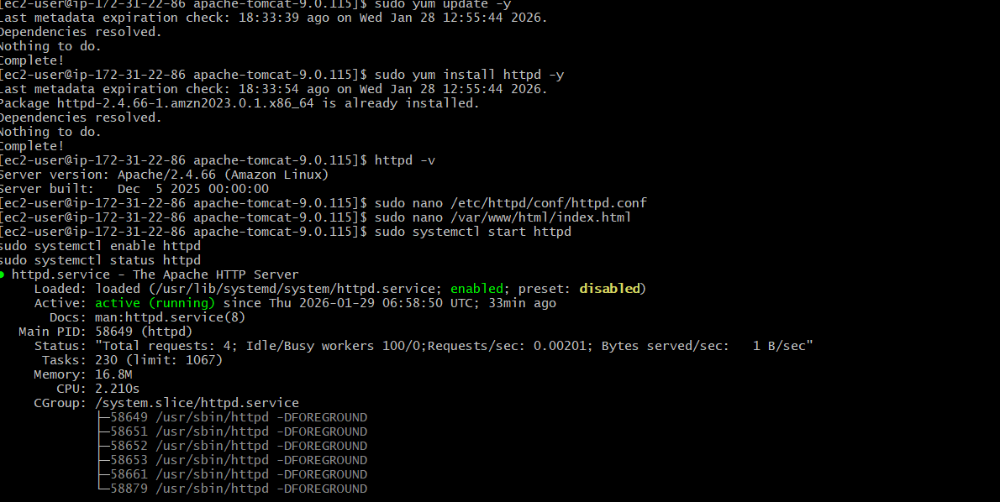 [ec2-user@ip-172-31-22-86 apache-tomcat-9.0.115]$ sudo yum update -y
Last metadata expiration check: 18:33:39 ago on Wed Jan 28 12:55:44 2026.
Dependencies resolved.
Nothing to do.
Complete!
[ec2-user@ip-172-31-22-86 apache-tomcat-9.0.115]$ sudo yum install httpd -y
Last metadata expiration check: 18:33:54 ago on Wed Jan 28 12:55:44 2026.
Package httpd-2.4.66-1.amzn2023.0.1.x86_64 is already installed.
Dependencies resolved.
Nothing to do.
Complete!
[ec2-user@ip-172-31-22-86 apache-tomcat-9.0.115]$ httpd -v
Server version: Apache/2.4.66 (Amazon Linux)
Server built:   Dec  5 2025 00:00:00
[ec2-user@ip-172-31-22-86 apache-tomcat-9.0.115]$ sudo nano /etc/httpd/conf/httpd.conf
[ec2-user@ip-172-31-22-86 apache-tomcat-9.0.115]$ sudo nano /var/www/html/index.html
[ec2-user@ip-172-31-22-86 apache-tomcat-9.0.115]$ sudo systemctl start httpd
sudo systemctl enable httpd
sudo systemctl status httpd
● httpd.service - The Apache HTTP Server
     Loaded: loaded (/usr/lib/systemd/system/httpd.service; enabled; preset: disabled)
     Active: active (running) since Thu 2026-01-29 06:58:50 UTC; 33min ago
       Docs: man:httpd.service(8)
   Main PID: 58649 (httpd)
     Status: "Total requests: 4; Idle/Busy workers 100/0;Requests/sec: 0.00201; Bytes served/sec:   1 B/sec"
      Tasks: 230 (limit: 1067)
     Memory: 16.8M
        CPU: 2.210s
     CGroup: /system.slice/httpd.service
             ├─58649 /usr/sbin/httpd -DFOREGROUND
             ├─58651 /usr/sbin/httpd -DFOREGROUND
             ├─58652 /usr/sbin/httpd -DFOREGROUND
             ├─58653 /usr/sbin/httpd -DFOREGROUND
             ├─58661 /usr/sbin/httpd -DFOREGROUND
             └─58879 /usr/sbin/httpd -DFOREGROUND